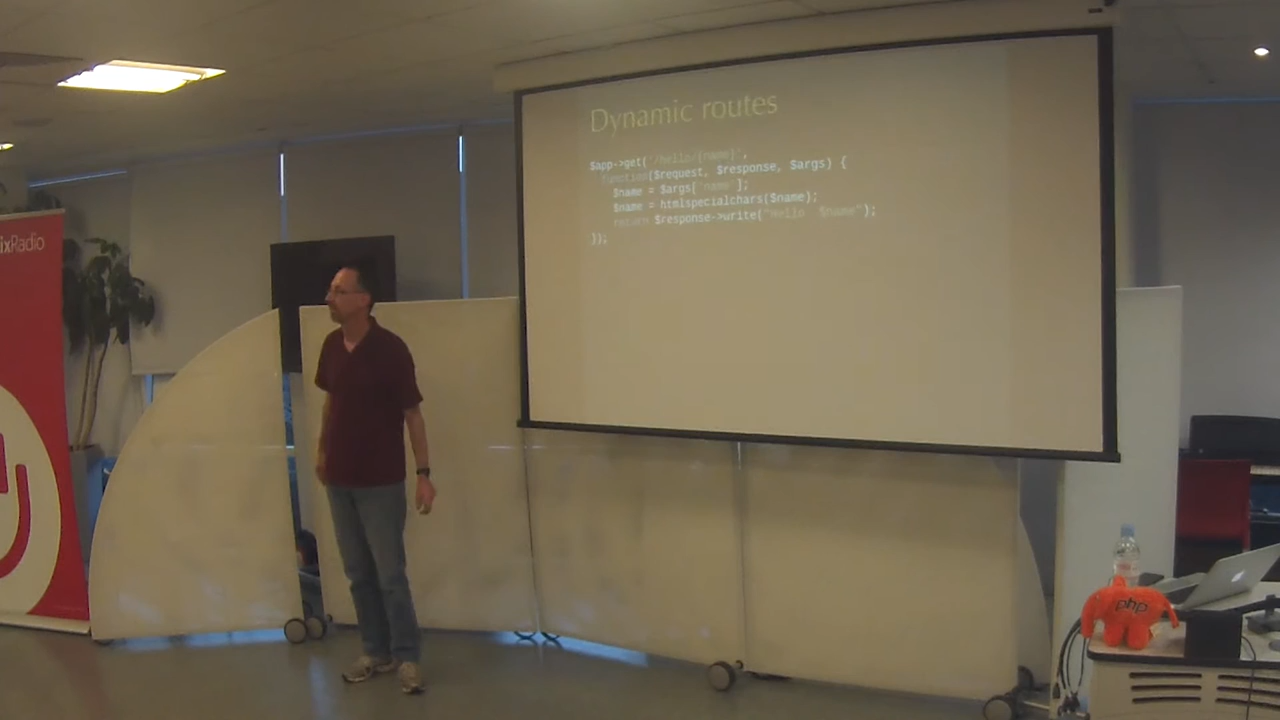 Dynamic routes
$app->get('/hello/{name}',
function($request, $response, $args) {
$name = $args["name"];
$name = htmlspecialchars($name);
return $response->write("Hello $name");
});
ixRadio
php